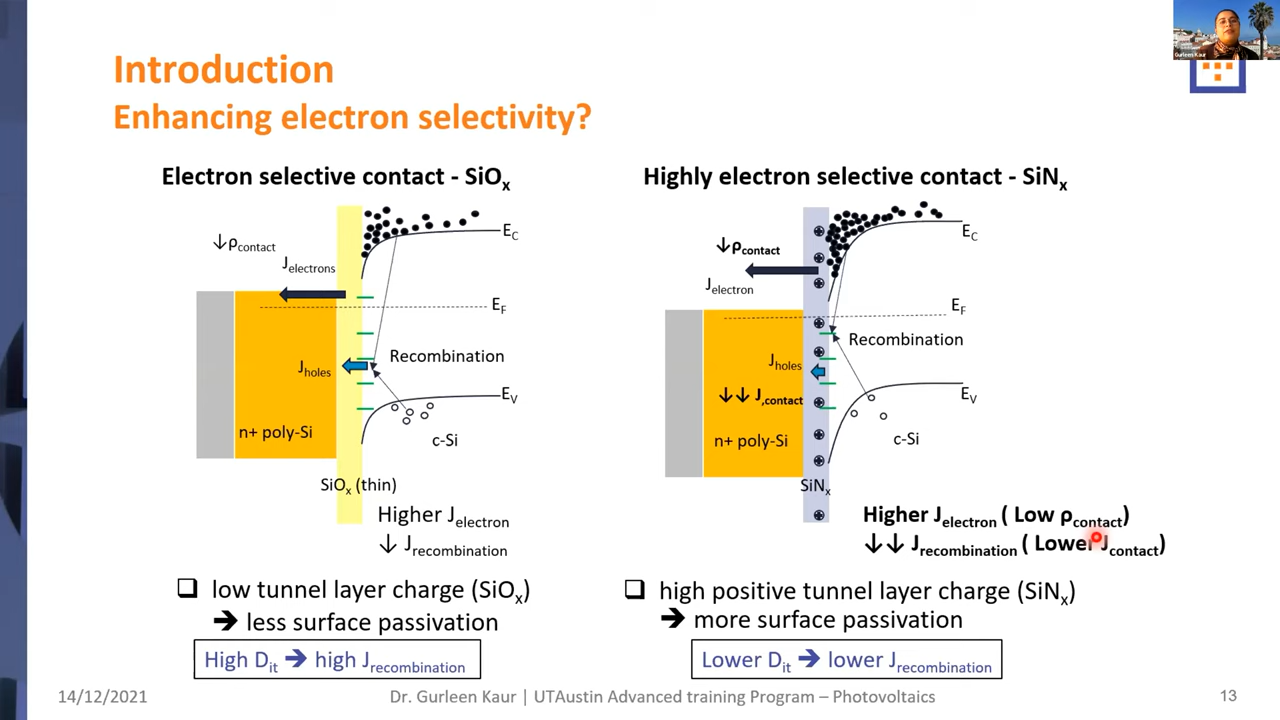 Gurleen Kaur
Introduction
Enhancing electron selectivity?
Electron selective contact - SiOx
↓ρcontact
Jelectrons
EC
EF
Recombination
Jholes
EV
n+ poly-Si
c-Si
SiOx (thin)
Higher Jelectron
↓ Jrecombination
❑ low tunnel layer charge (SiOx)
➔ less surface passivation
High Dit ➔ high Jrecombination
Highly electron selective contact - SiNx
↓ρcontact
Jelectron
EC
EF
Recombination
Jholes
↓↓ J,contact
EV
n+ poly-Si
c-Si
SiNx
Higher Jelectron ( Low ρcontact)
↓↓ Jrecombination ( Lower Jcontact)
❑ high positive tunnel layer charge (SiNx)
➔ more surface passivation
Lower Dit ➔ lower Jrecombination
14/12/2021
Dr. Gurleen Kaur | UTAustin Advanced training Program – Photovoltaics
13